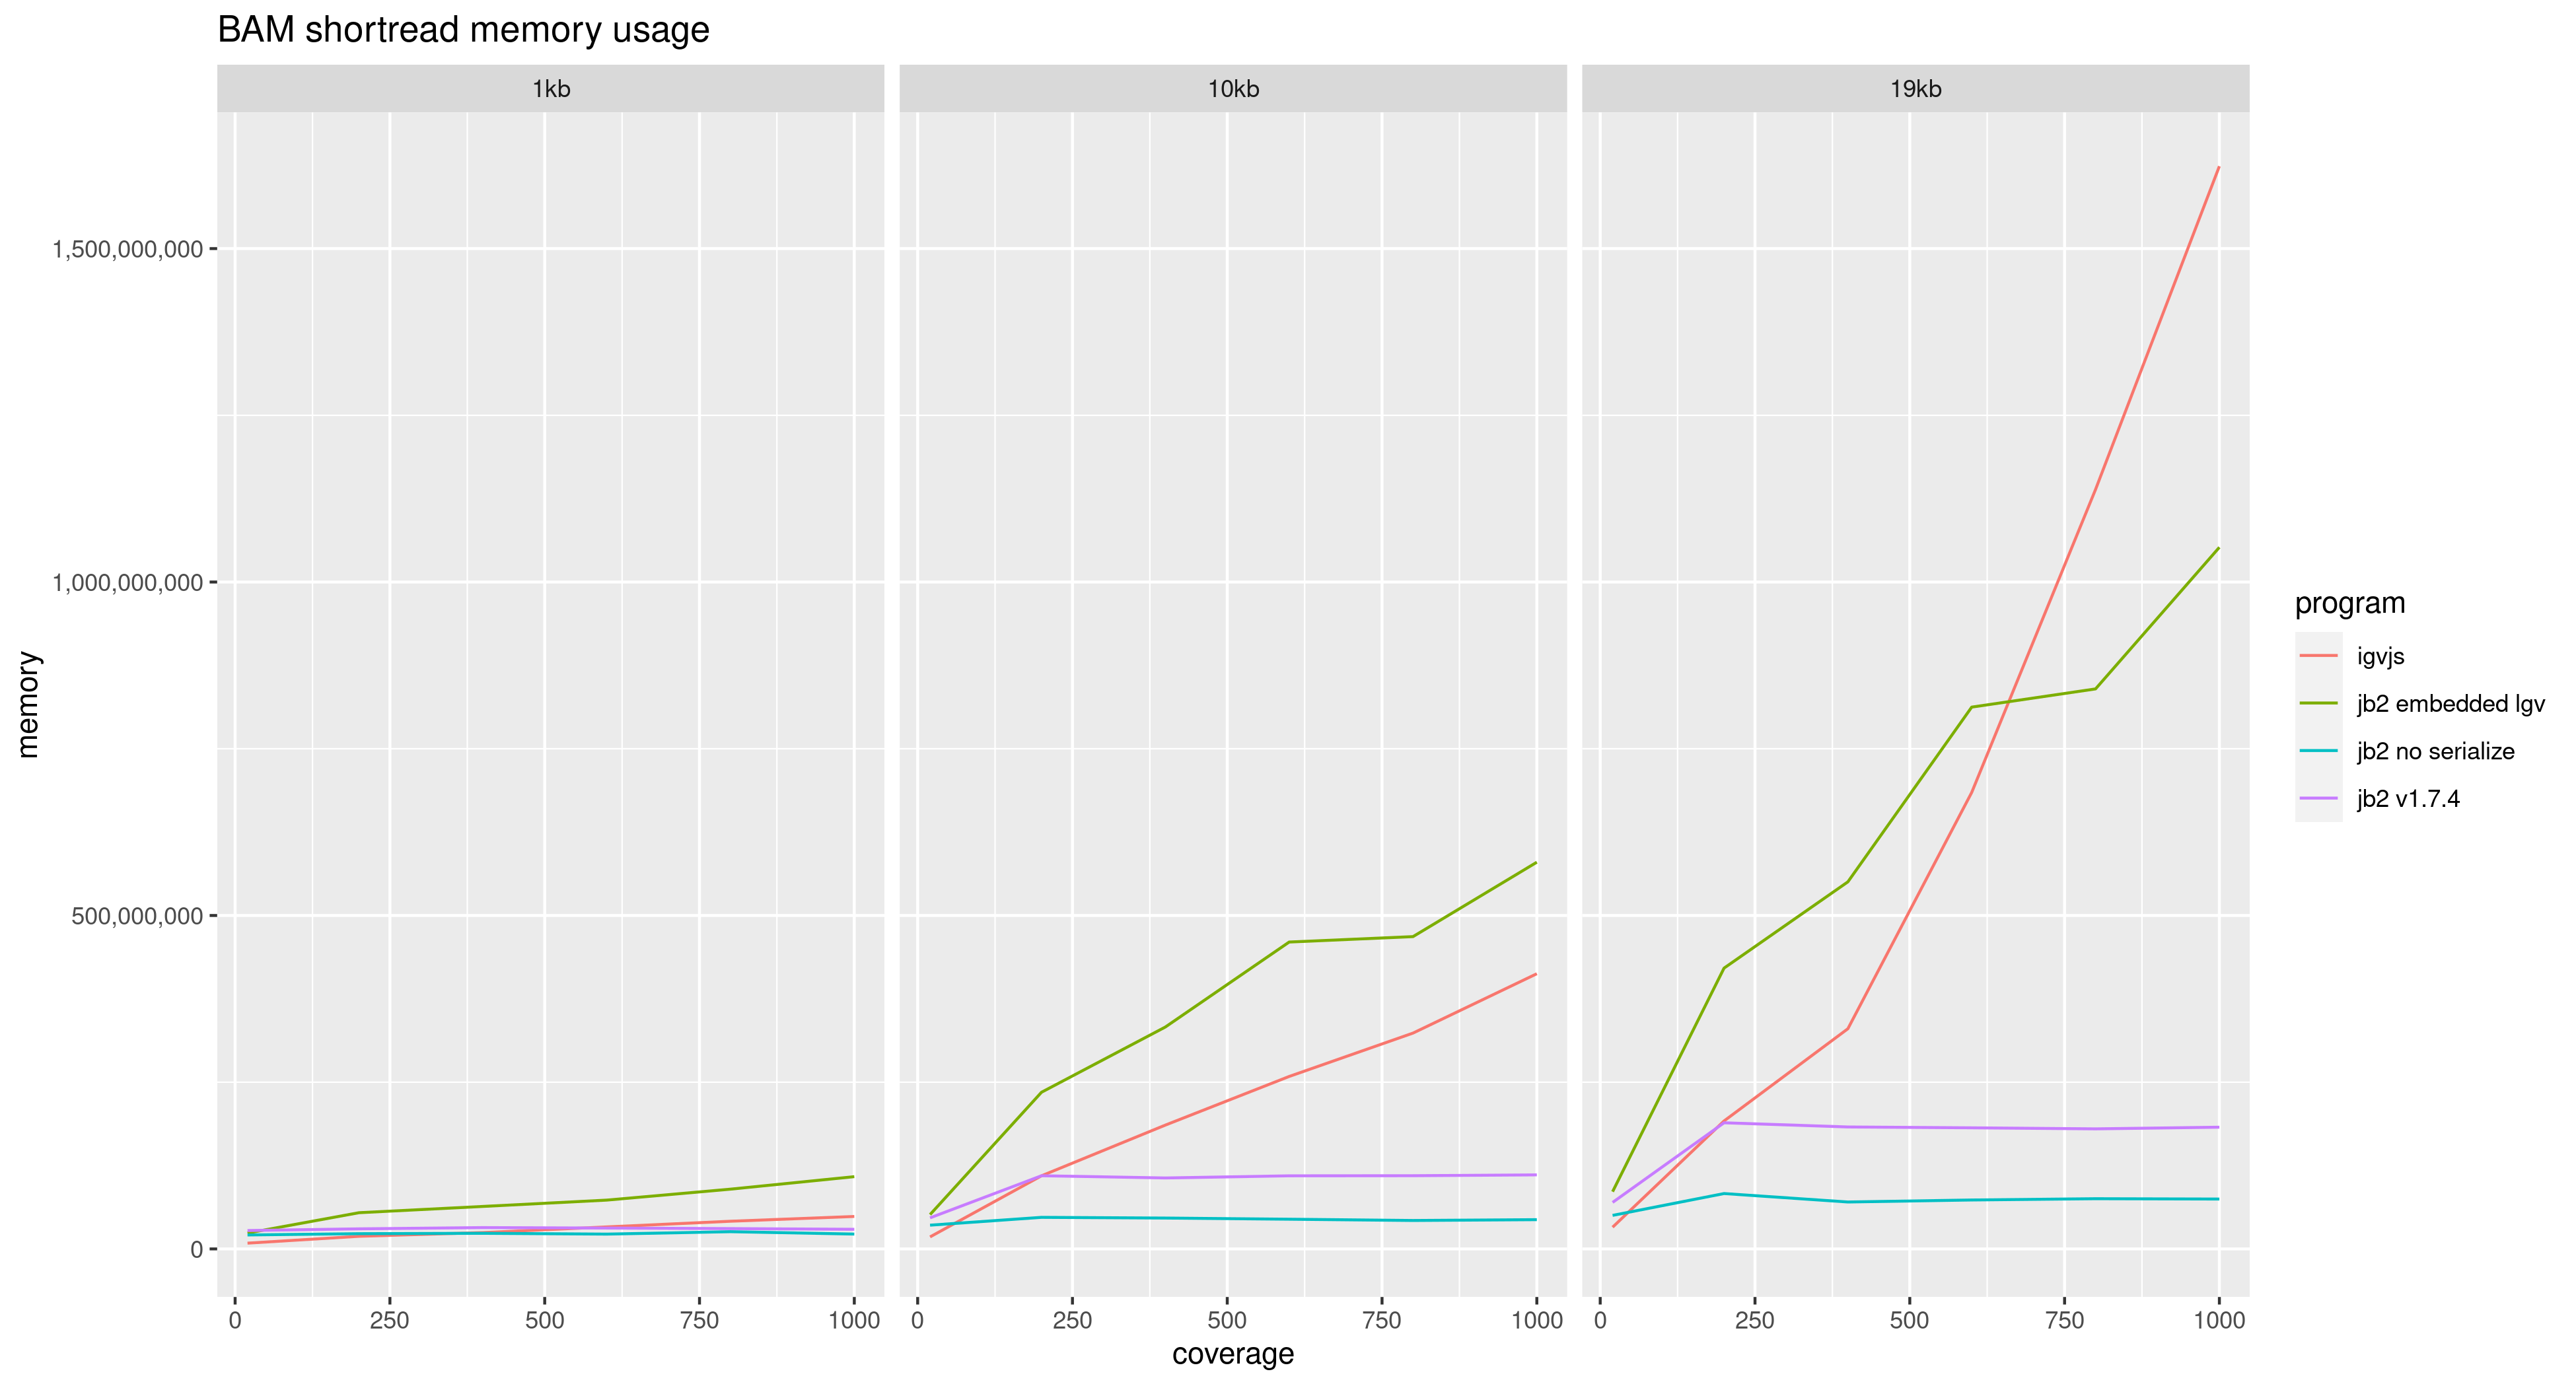 BAM shortread memory usage
1kb
10kb
19kb
1,500,000,000
1,000,000,000
500,000,000
0
memory
0 250 500 750 1000
0 250 500 750 1000
0 250 500 750 1000
coverage
program
igvjs
jb2 embedded lgv
jb2 no serialize
jb2 v1.7.4